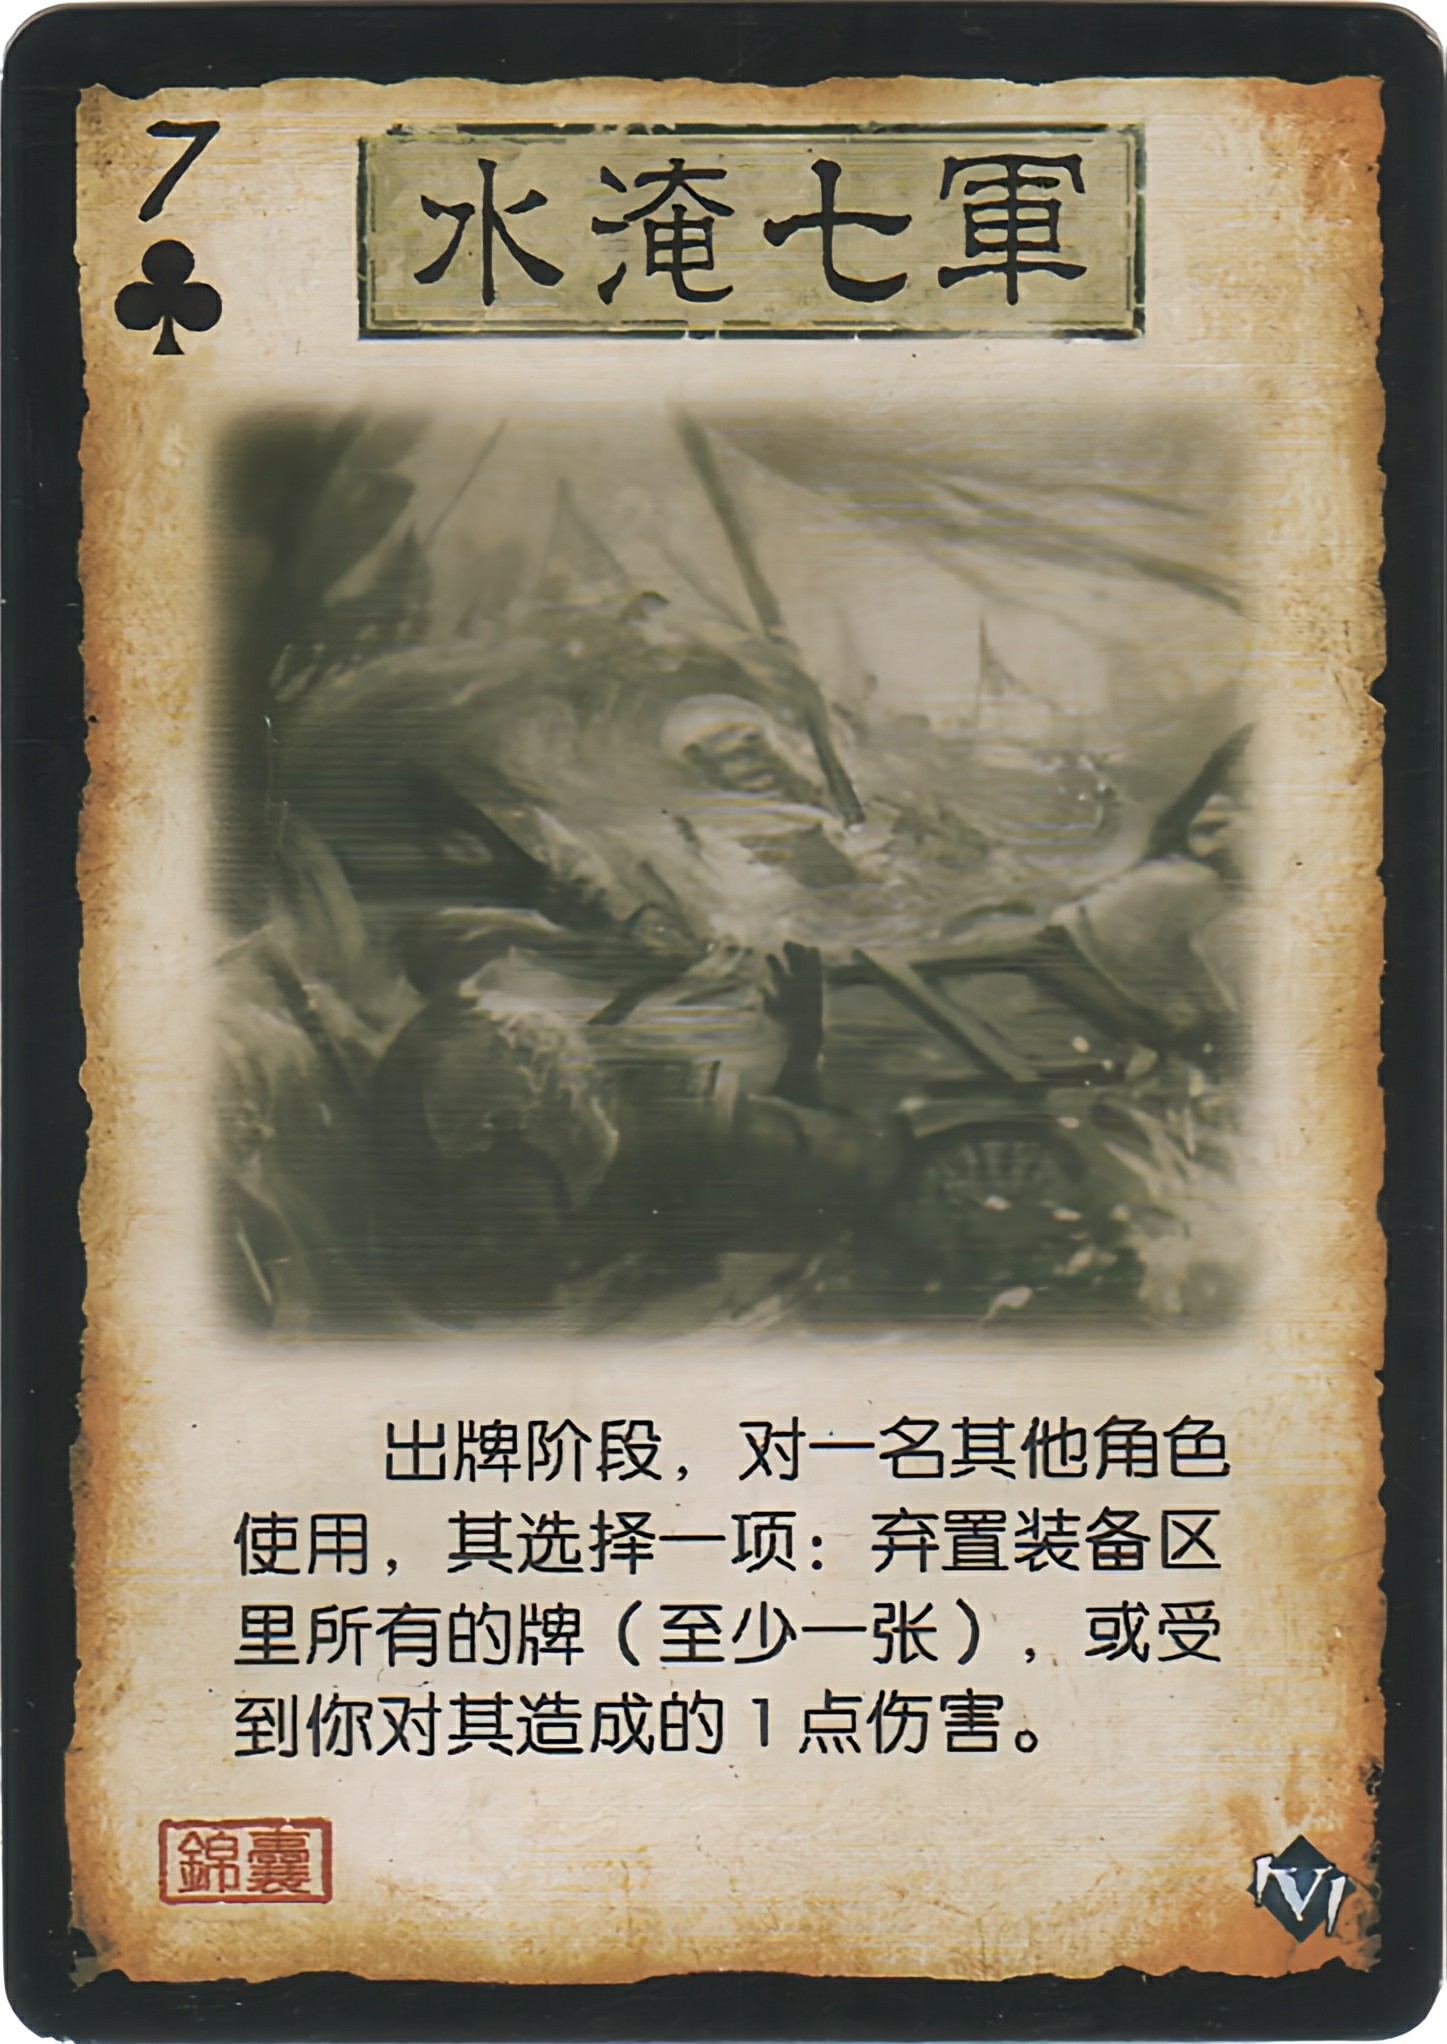 7
水淹七軍
出牌阶段，对一名其他角色
使用，其选择一项：弃置装备区
里所有的牌（至少一张），或受
到你对其造成的1点伤害。
錦囊